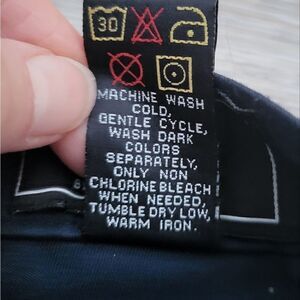 30
MACHINE WASH
COLD,
GENTLE CYCLE,
WASH DARK
COLORS
SEPARATELY,
ONLY NON
CHLORINE BLEACH
WHEN NEEDED,
TUMBLE DRY LOW,
WARM IRON.